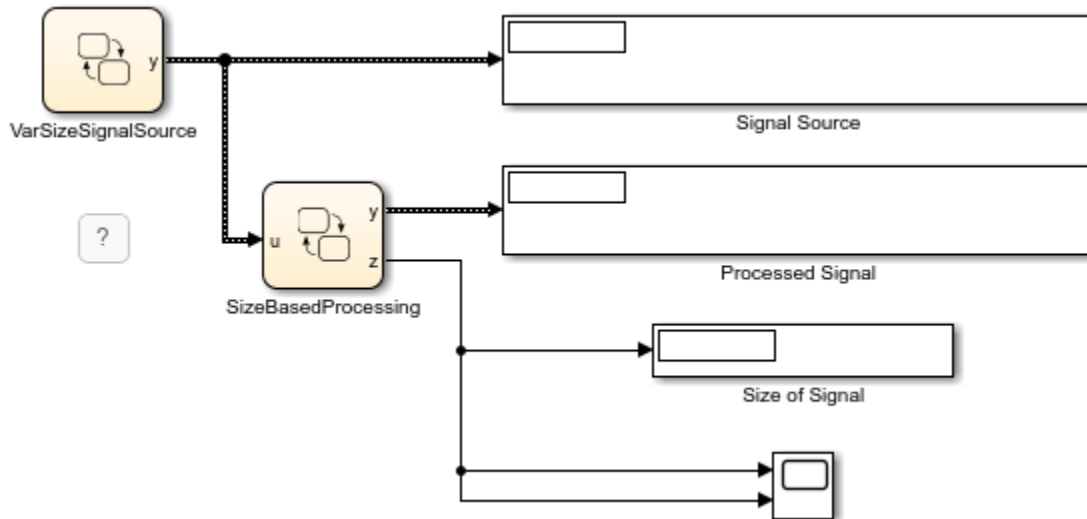 y
VarSizeSignalSource
Signal Source
?
u
y
z
SizeBasedProcessing
Processed Signal
Size of Signal